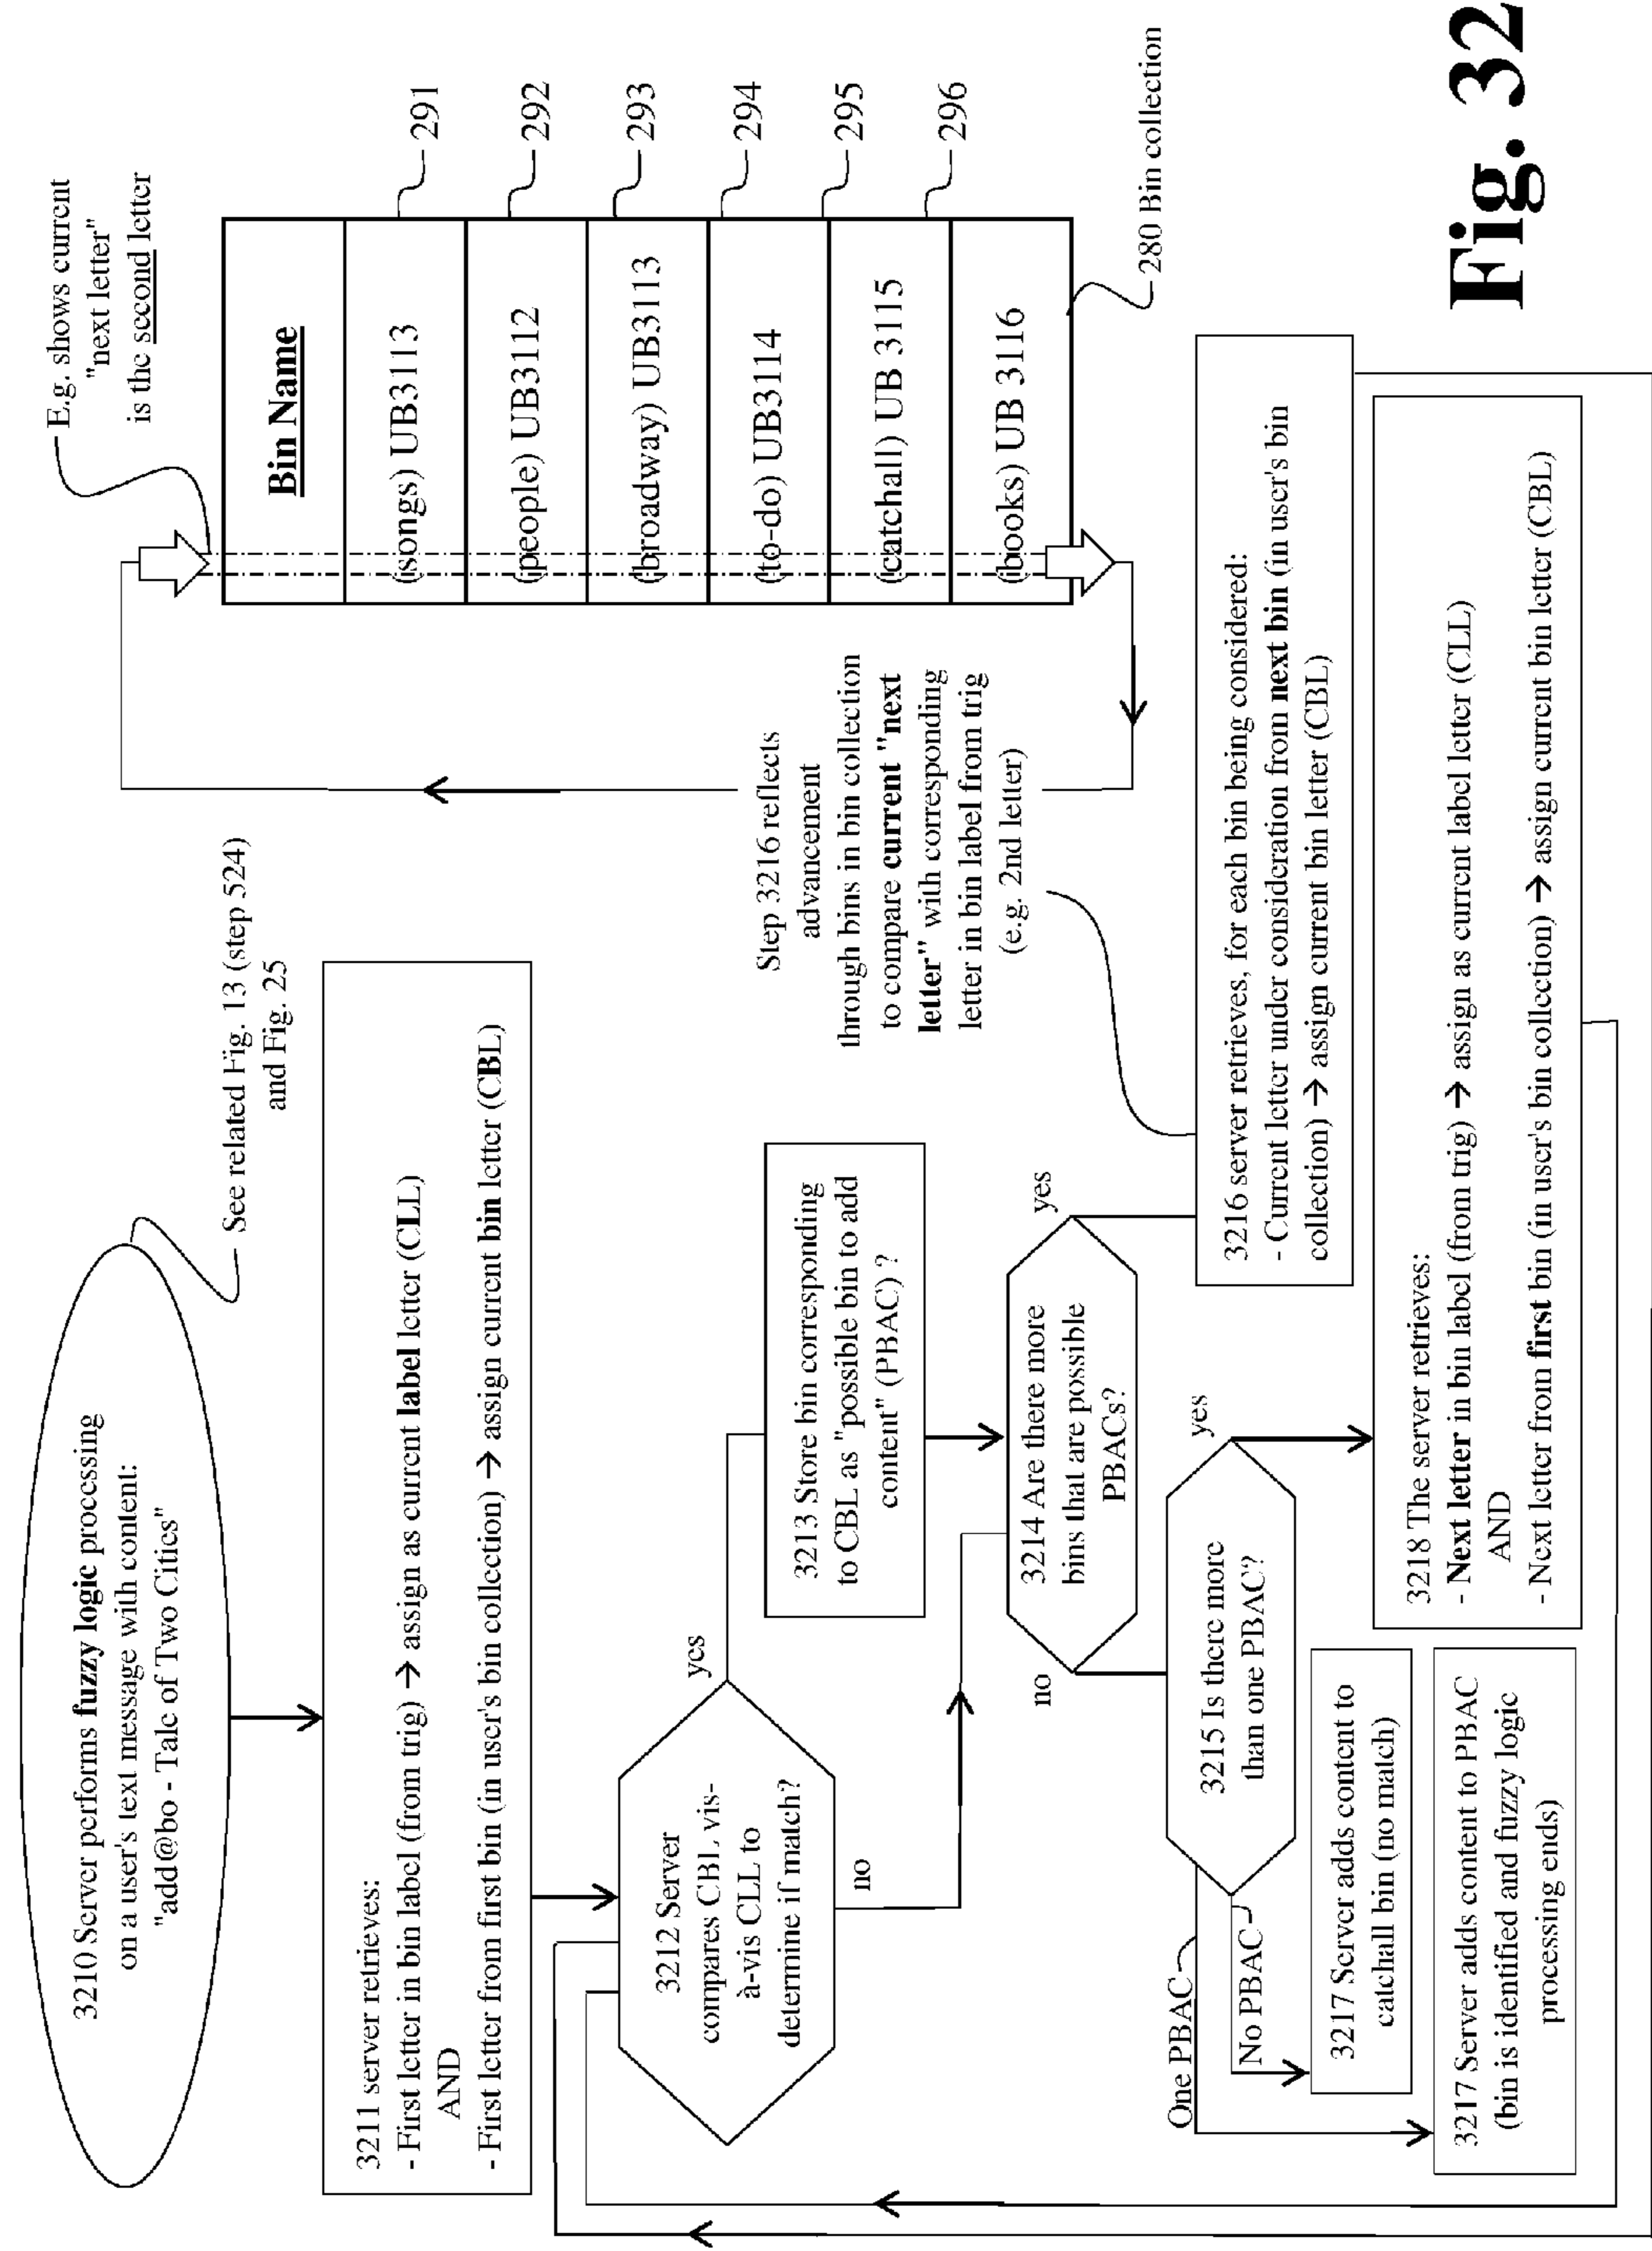 3210 Server performs fuzzy logic processing
on a user's text message with content:
"add@bo - Tale of Two Cities"
See related Fig. 13 (step 524)
and Fig. 25
3211 server retrieves:
- First letter in bin label (from trig) → assign as current label letter (CLL)
AND
- First letter from first bin (in user's bin collection) → assign current bin letter (CBL)
3212 Server
compares CBL vis-
à-vis CLL to
determine if match?
yes
no
3213 Store bin corresponding
to CBL as "possible bin to add
content" (PBAC) ?
3214 Are there more
bins that are possible
PBACs?
yes
no
3215 Is there more
than one PBAC?
yes
One PBAC
No PBAC
3217 Server adds content to
catchall bin (no match)
3217 Server adds content to PBAC
(bin is identified and fuzzy logic
processing ends)
3216 server retrieves, for each bin being considered:
- Current letter under consideration from next bin (in user's bin
collection) → assign current bin letter (CBL)
3218 The server retrieves:
- Next letter in bin label (from trig) → assign as current label letter (CLL)
AND
- Next letter from first bin (in user's bin collection) → assign current bin letter (CBL)
Step 3216 reflects
advancement
through bins in bin collection
to compare current "next
letter" with corresponding
letter in bin label from trig
(e.g. 2nd letter)
E.g. shows current
"next letter"
is the second letter
Bin Name
(songs) UB3113
291
(people) UB3112
292
(broadway) UB3113
293
(to-do) UB3114
294
(catchall) UB 3115
295
(books) UB 3116
296
280 Bin collection
Fig. 32